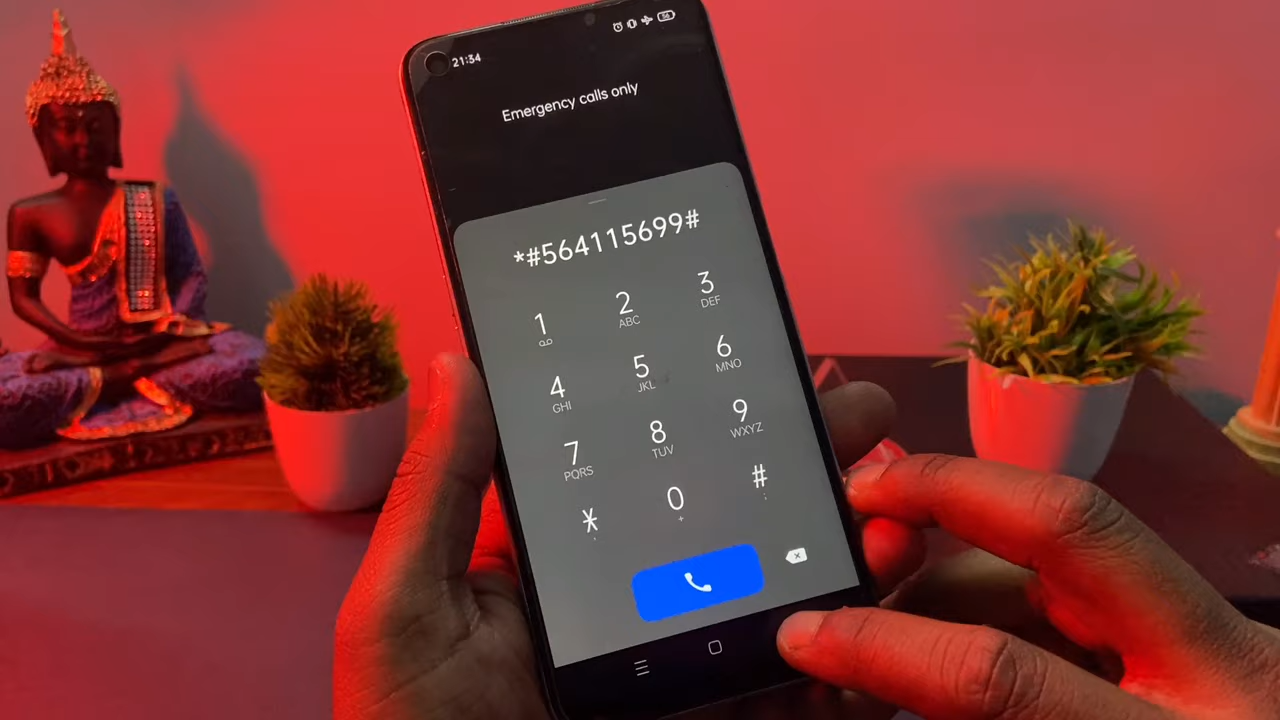 21:34
56
Emergency calls only
*#564115699#
1
2 ABC
3 DEF
4 GHI
5 JKL
6 MNO
7 PQRS
8 TUV
9 WXYZ
*
,
0 +
#
;